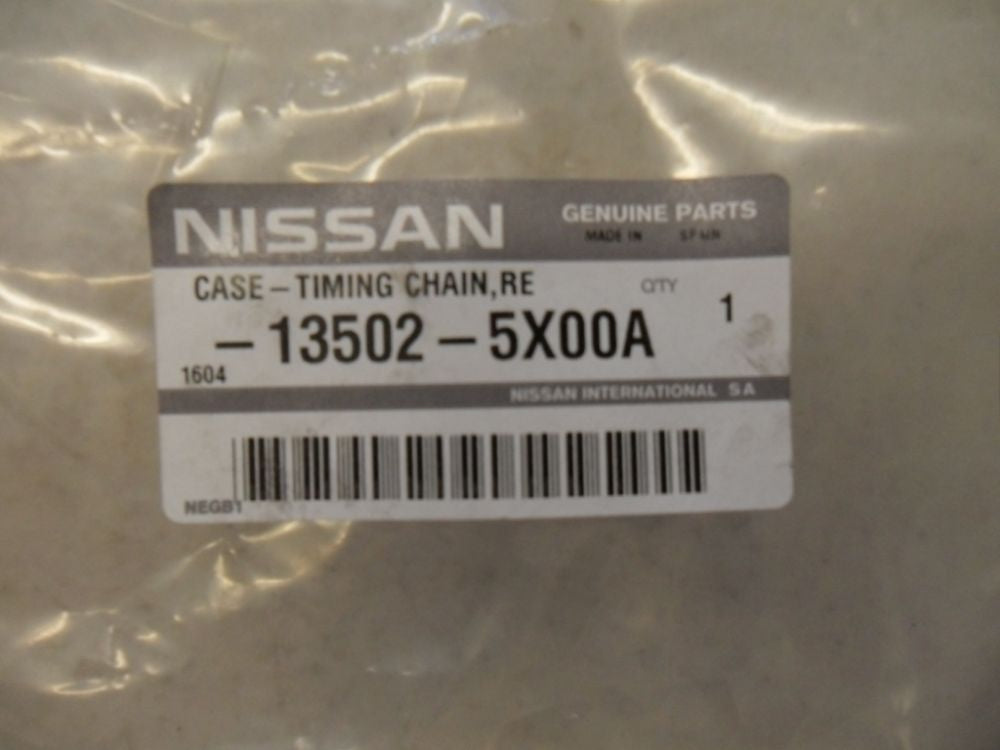 NISSAN GENUINE PARTS
MADE IN SPAIN
CASE-TIMING CHAIN,RE QTY
-13502-5X00A 1
1604
NISSAN INTERNATIONAL SA
NEGB1